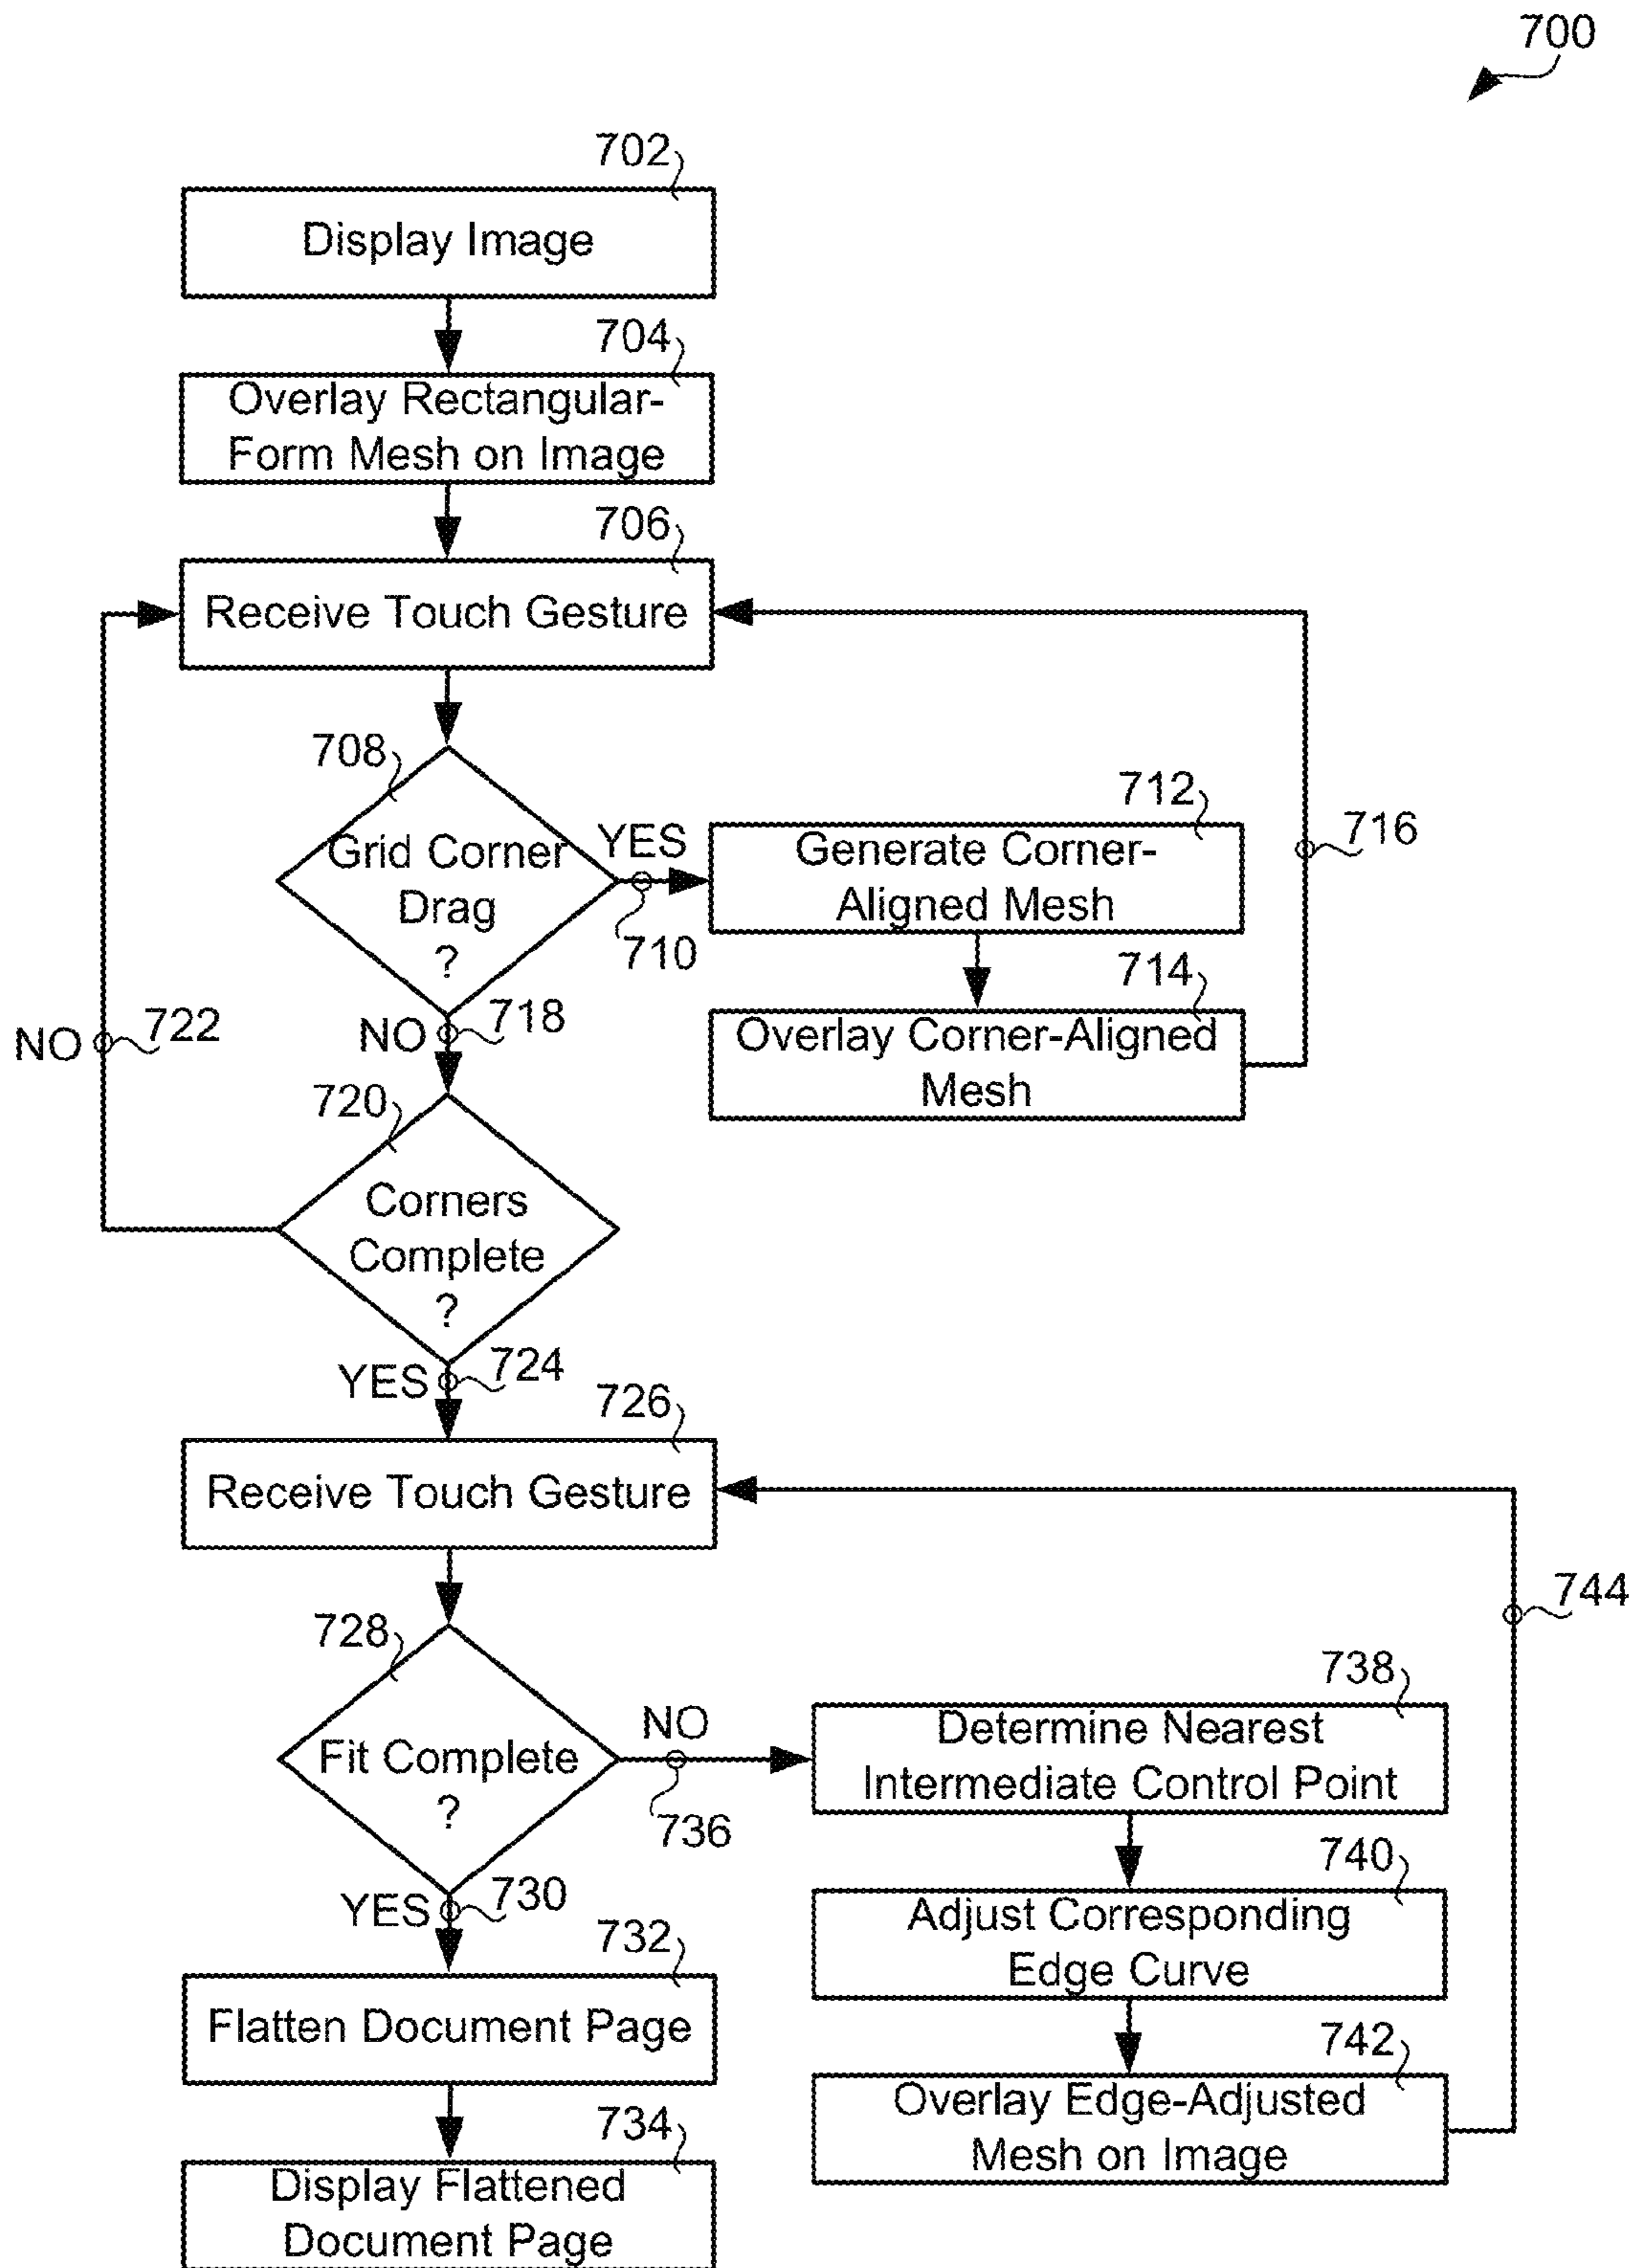 700
702
Display Image
704
Overlay Rectangular-
Form Mesh on Image
706
Receive Touch Gesture
708
Grid Corner
Drag
?
YES
710
712
Generate Corner-
Aligned Mesh
714
Overlay Corner-Aligned
Mesh
716
NO
718
NO
722
720
Corners
Complete
?
YES
724
726
Receive Touch Gesture
728
Fit Complete
?
NO
736
738
Determine Nearest
Intermediate Control Point
740
Adjust Corresponding
Edge Curve
742
Overlay Edge-Adjusted
Mesh on Image
744
YES
730
732
Flatten Document Page
734
Display Flattened
Document Page